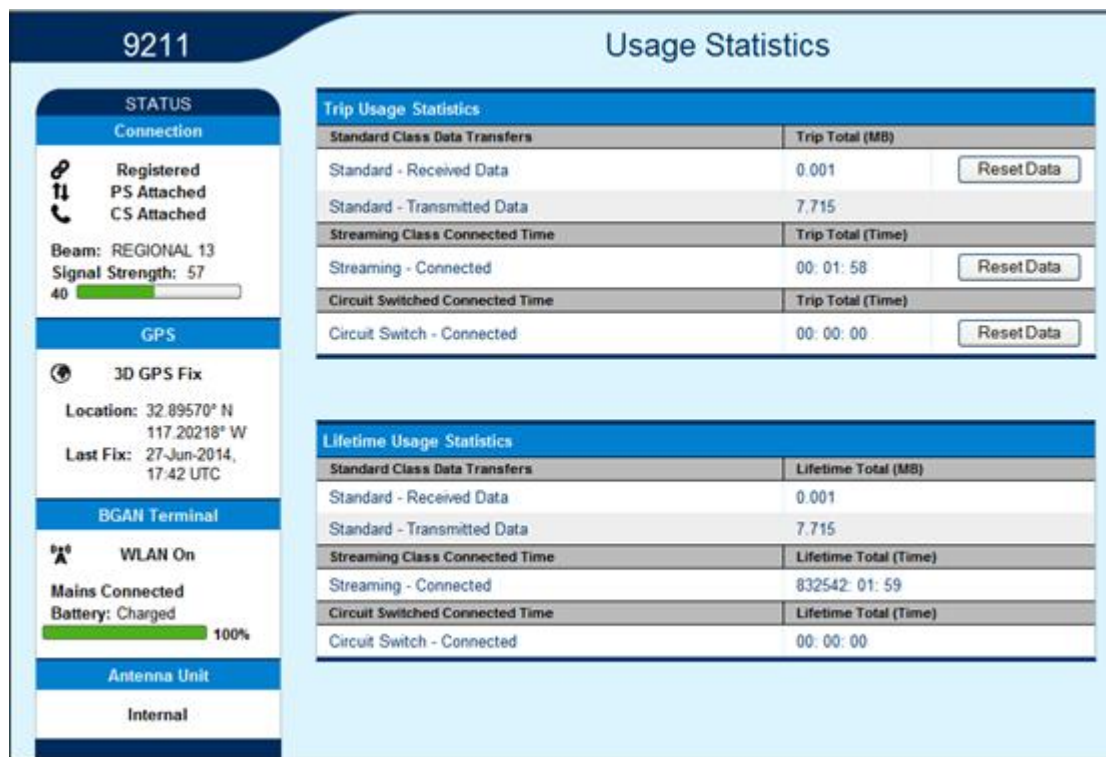 9211
Usage Statistics
STATUS
Connection
Registered
PS Attached
CS Attached
Beam: REGIONAL 13
Signal Strength: 57
40
GPS
3D GPS Fix
Location: 32.89570° N
117.20218° W
Last Fix: 27-Jun-2014,
17:42 UTC
BGAN Terminal
WLAN On
Mains Connected
Battery: Charged
100%
Antenna Unit
Internal
Trip Usage Statistics
Standard Class Data Transfers Trip Total (MB)
Standard - Received Data 0.001 Reset Data
Standard - Transmitted Data 7.715
Streaming Class Connected Time Trip Total (Time)
Streaming - Connected 00: 01: 58 Reset Data
Circuit Switched Connected Time Trip Total (Time)
Circuit Switch - Connected 00: 00: 00 Reset Data
Lifetime Usage Statistics
Standard Class Data Transfers Lifetime Total (MB)
Standard - Received Data 0.001
Standard - Transmitted Data 7.715
Streaming Class Connected Time Lifetime Total (Time)
Streaming - Connected 832542: 01: 59
Circuit Switched Connected Time Lifetime Total (Time)
Circuit Switch - Connected 00: 00: 00